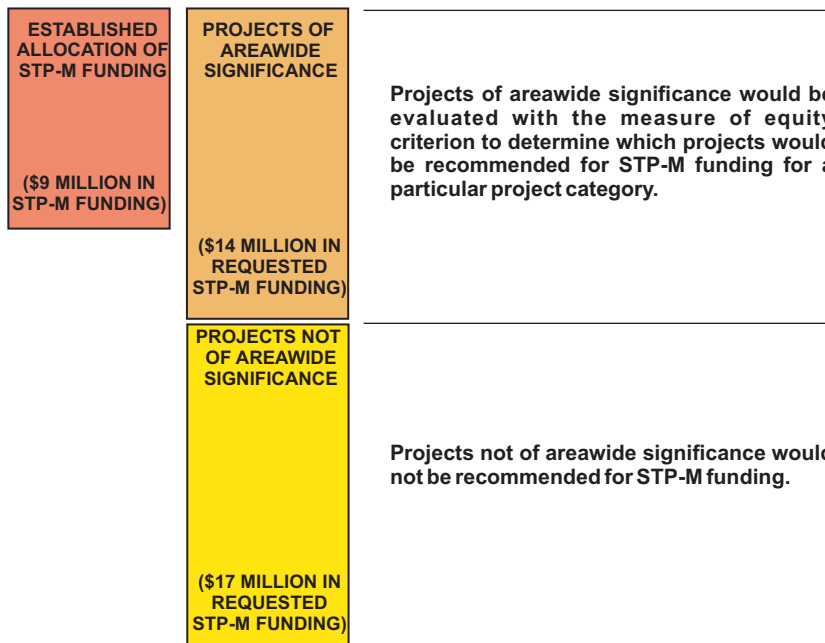 ESTABLISHED
ALLOCATION OF
STP-M FUNDING
($9 MILLION IN
STP-M FUNDING)
PROJECTS OF
AREAWIDE
SIGNIFICANCE
($14 MILLION IN
REQUESTED
STP-M FUNDING)
Projects of areawide significance would
evaluated with the measure of
criterion to determine which projects
be recommended for STP-M funding for
particular project category.
PROJECTS NOT
OF AREAWIDE
SIGNIFICANCE
($17 MILLION IN
REQUESTED
STP-M FUNDING)
Projects not of areawide significance
not be recommended for STP-M funding.